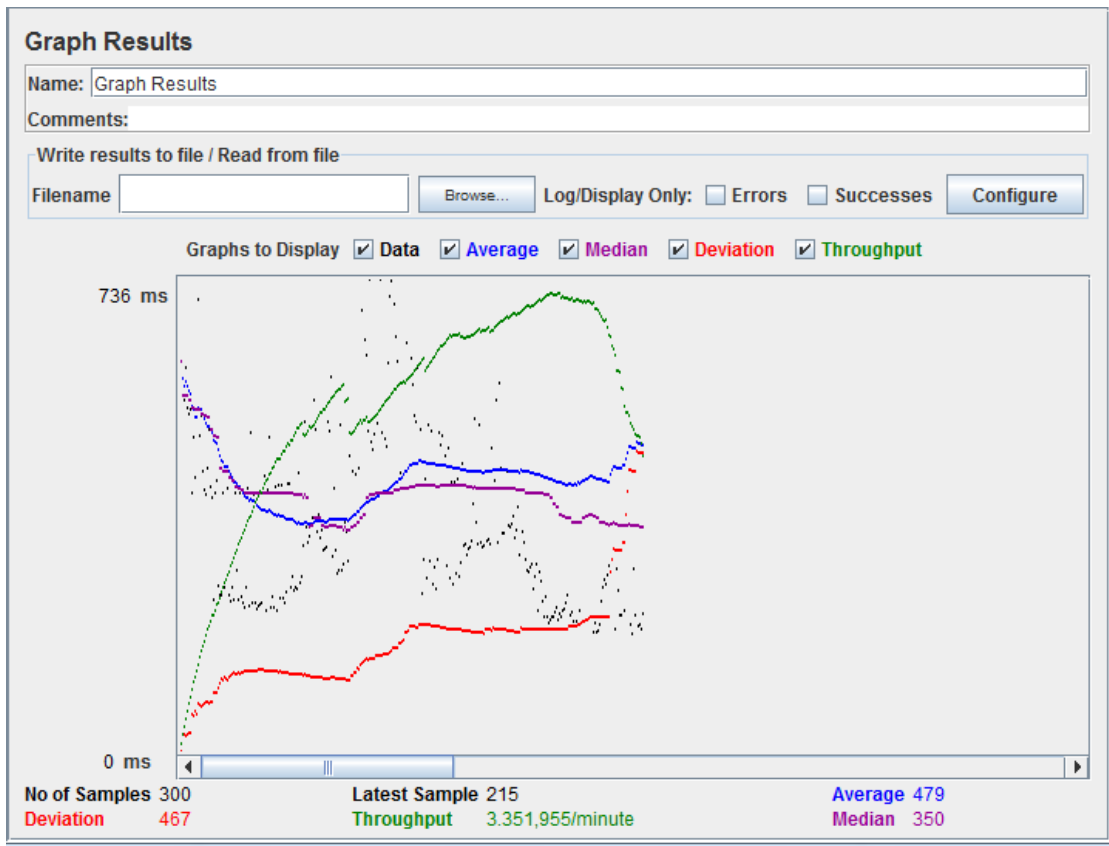 Graph Results
Name: Graph Results
Comments:
Write results to file / Read from file
Filename Browse... Log/Display Only: Errors Successes Configure
Graphs to Display Data Average Median Deviation Throughput
736 ms
0 ms
No of Samples 300 Latest Sample 215 Average 479
Deviation 467 Throughput 3.351,955/minute Median 350